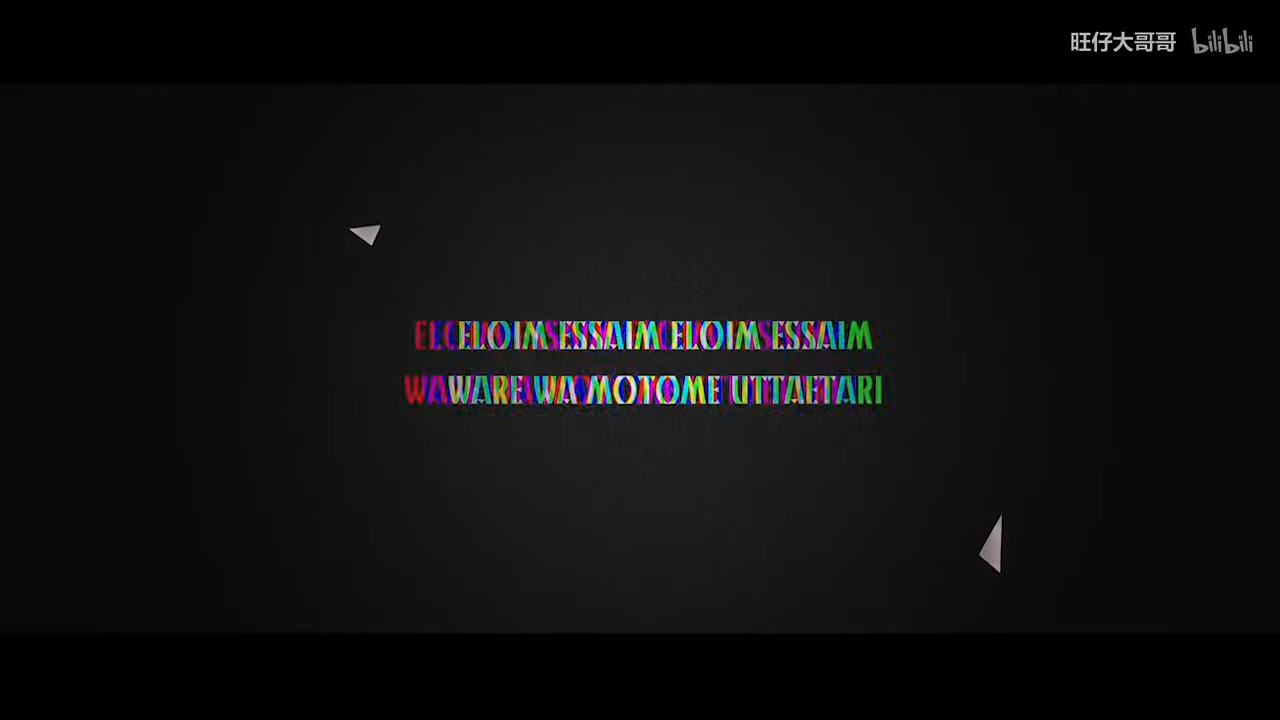 旺仔大哥哥 bilibili
ELOIM ESSAIM ELOIM ESSAIM
WARE WA MOTOME UTTAETARI